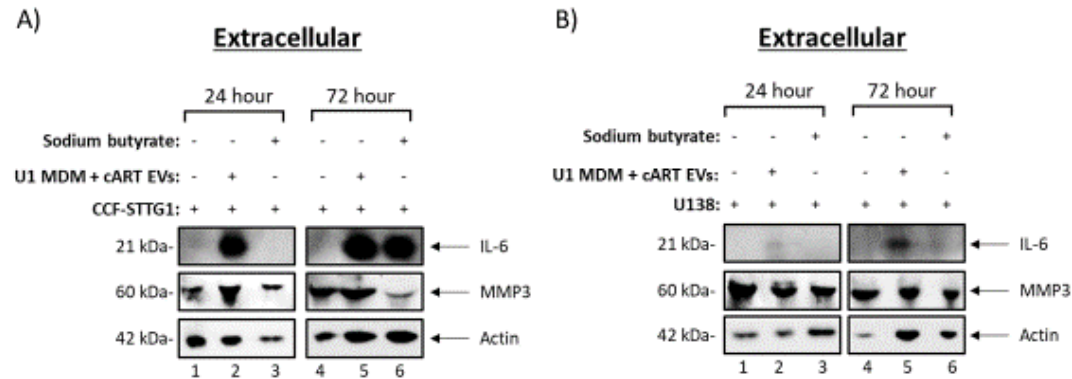 A)
Extracellular
24 hour 72 hour
Sodium butyrate: - - + - - +
U1 MDM + cART EVs: - + - - + -
CCF-STTG1: + + + + + +
21 kDa- IL-6
60 kDa- MMP3
42 kDa- Actin
1 2 3 4 5 6
B)
Extracellular
24 hour 72 hour
Sodium butyrate: - - + - - +
U1 MDM + cART EVs: - + - - + -
U138: + + + + + +
21 kDa- IL-6
60 kDa- MMP3
42 kDa- Actin
1 2 3 4 5 6